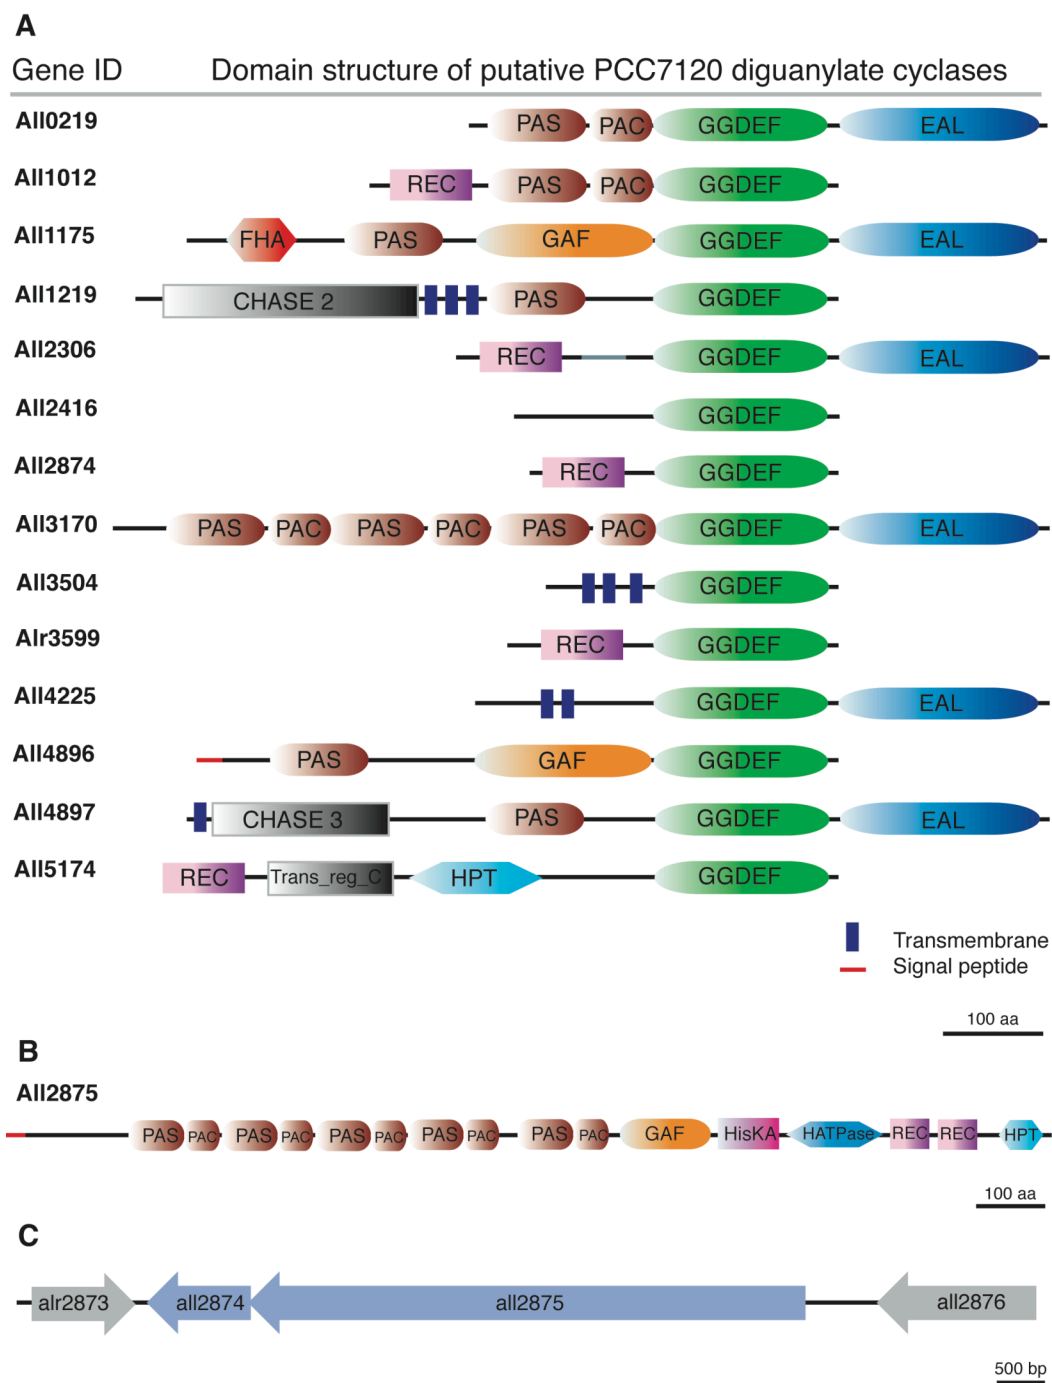 A
Gene ID Domain structure of putative PCC7120 diguanylate cyclases
All0219 PAS PAC GGDEF EAL
All1012 REC PAS PAC GGDEF
All1175 FHA PAS GAF GGDEF EAL
All1219 CHASE 2 PAS GGDEF
All2306 REC GGDEF EAL
All2416 GGDEF
All2874 REC GGDEF
All3170 PAS PAC PAS PAC PAS PAC GGDEF EAL
All3504 GGDEF
Alr3599 REC GGDEF
All4225 GGDEF EAL
All4896 PAS GAF GGDEF
All4897 CHASE 3 PAS GGDEF EAL
All5174 REC Trans_reg_C HPT GGDEF
Transmembrane
Signal peptide
100 aa
B
All2875
PAS PAC PAS PAC PAS PAC PAS PAC PAS PAC GAF HisKA HATPase REC REC HPT
100 aa
C
alr2873 all2874 all2875 all2876
500 bp